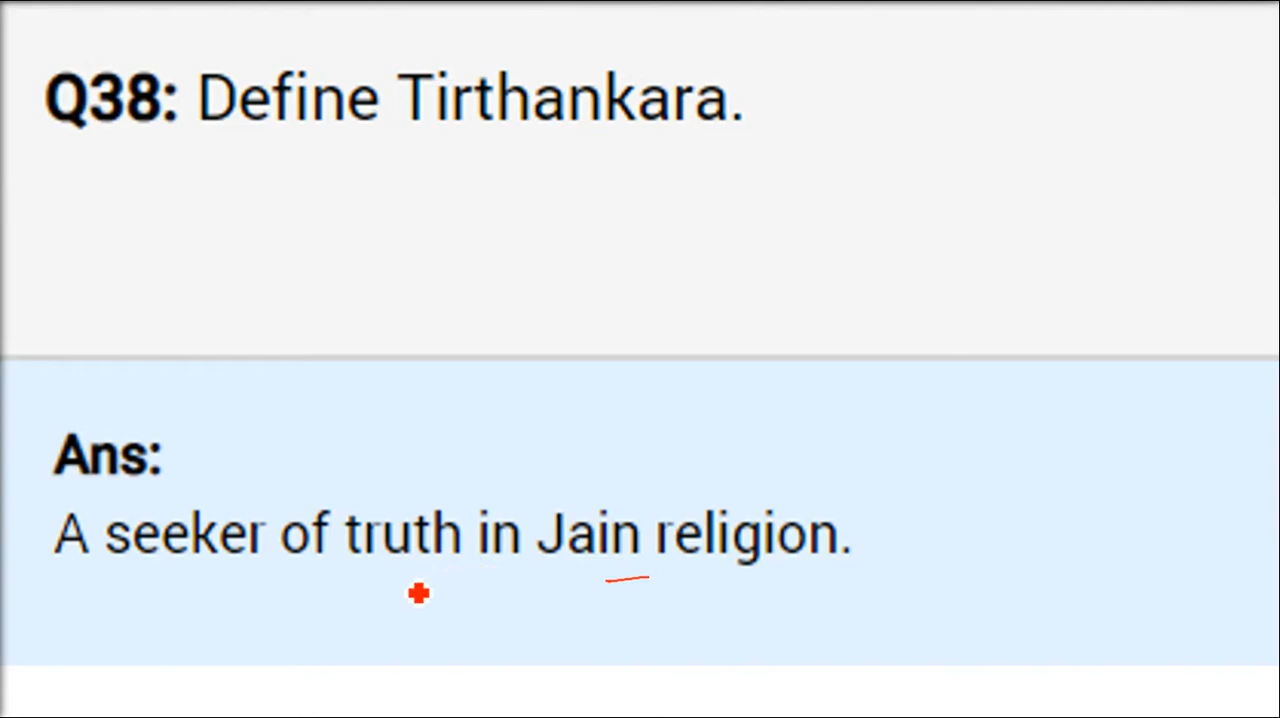 Q38: Define Tirthankara.
Ans:
A seeker of truth in Jain religion.